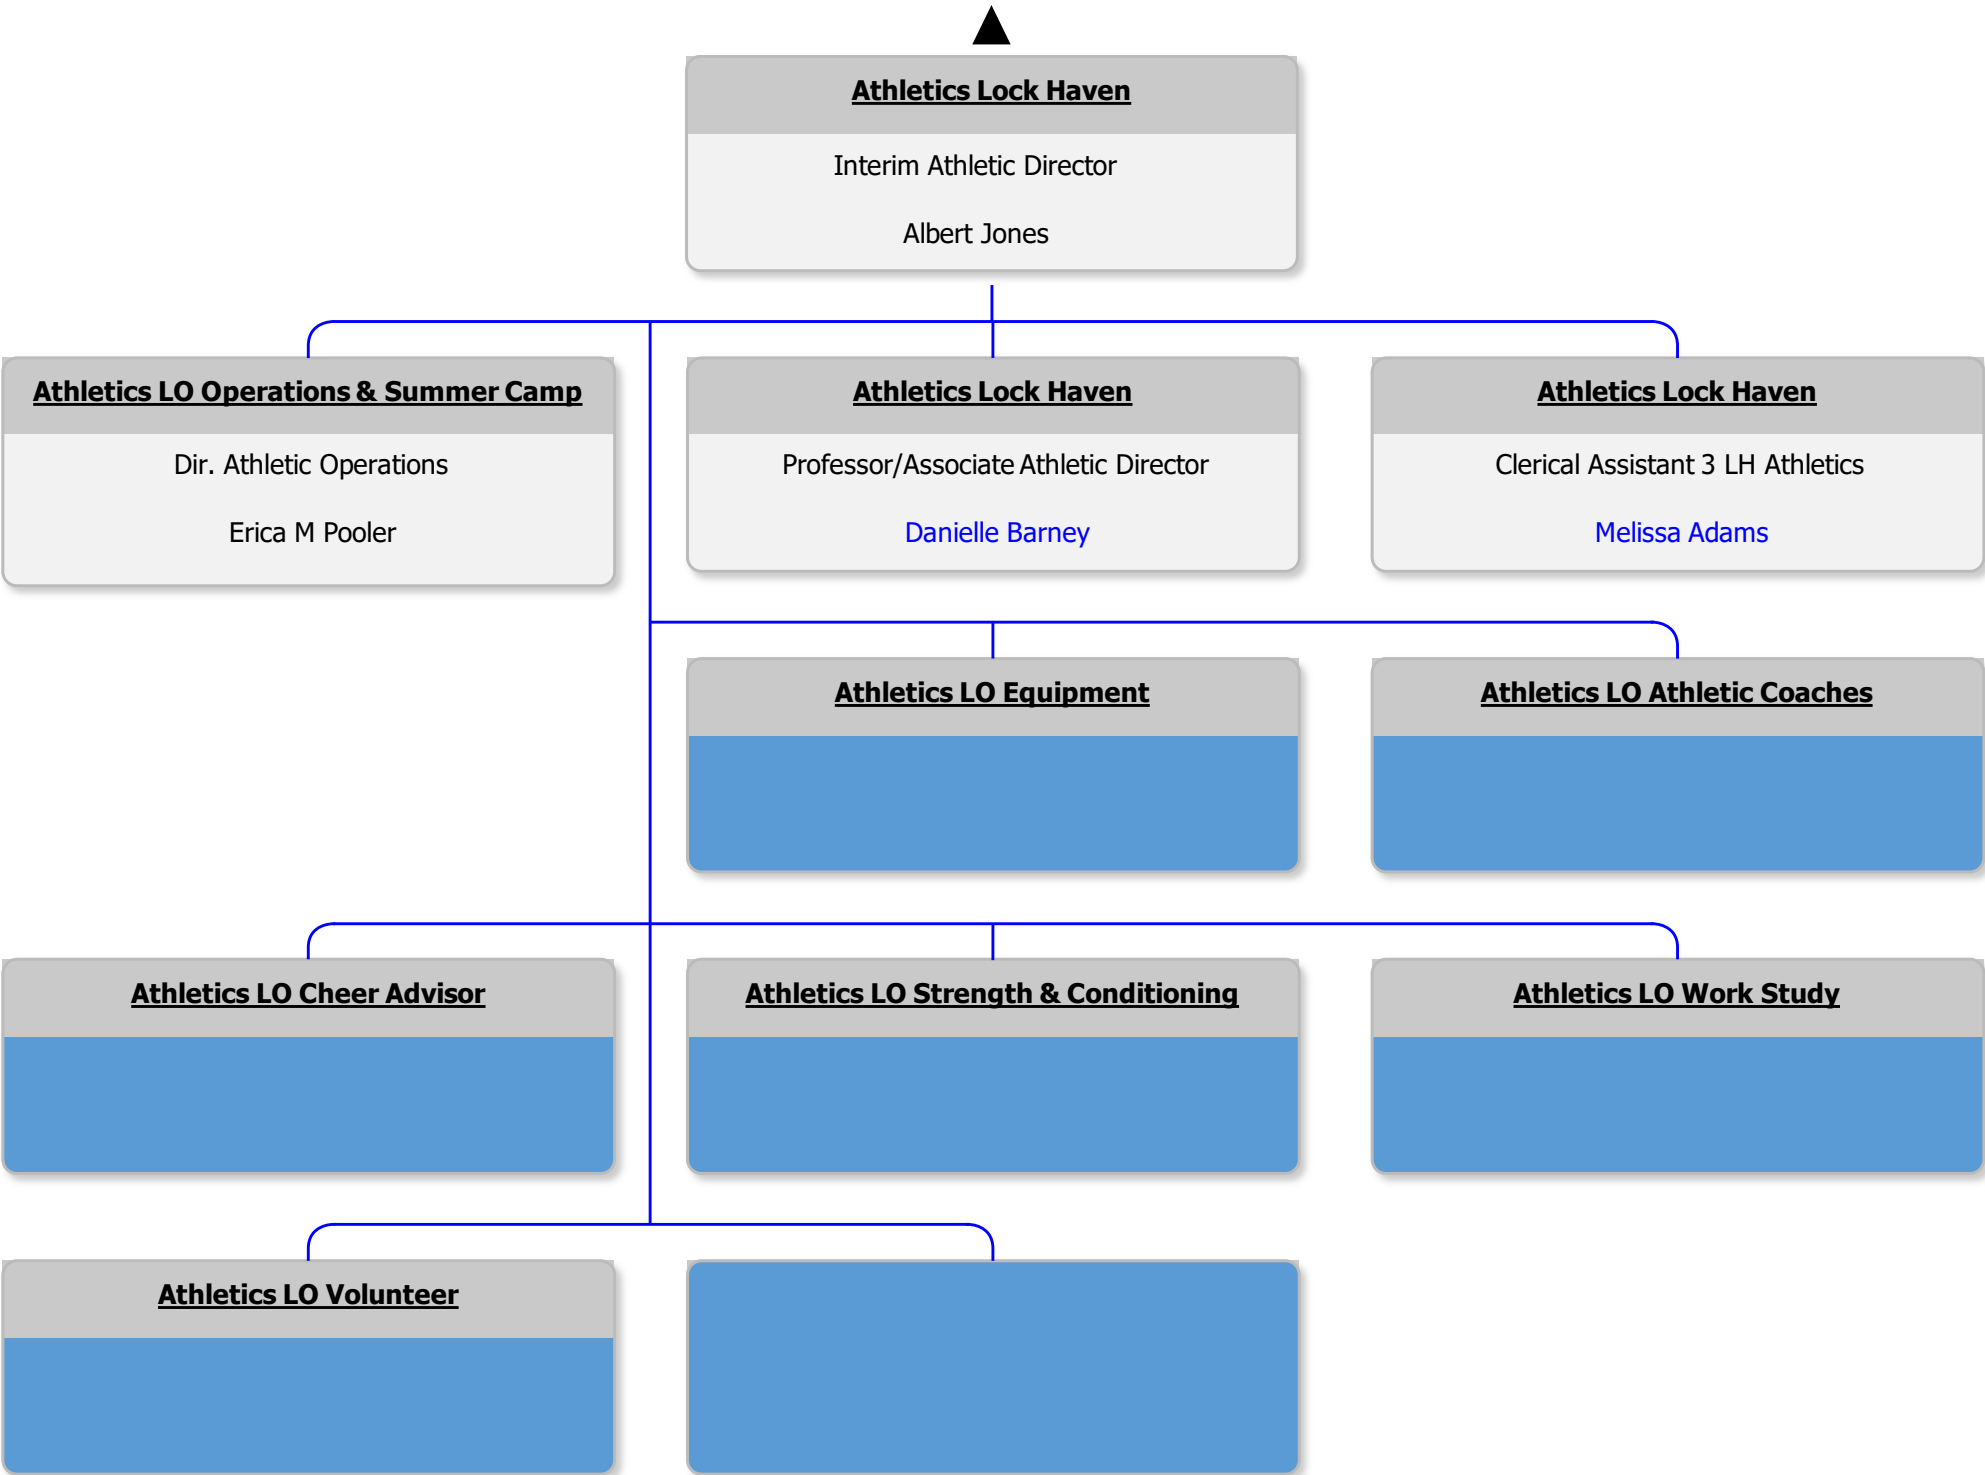 Athletics Lock Haven
Interim Athletic Director
Albert Jones
Athletics LO Operations & Summer Camp
Dir. Athletic Operations
Erica M Pooler
Athletics Lock Haven
Professor/Associate Athletic Director
Danielle Barney
Athletics Lock Haven
Clerical Assistant 3 LH Athletics
Melissa Adams
Athletics LO Equipment
Athletics LO Athletic Coaches
Athletics LO Cheer Advisor
Athletics LO Strength & Conditioning
Athletics LO Work Study
Athletics LO Volunteer